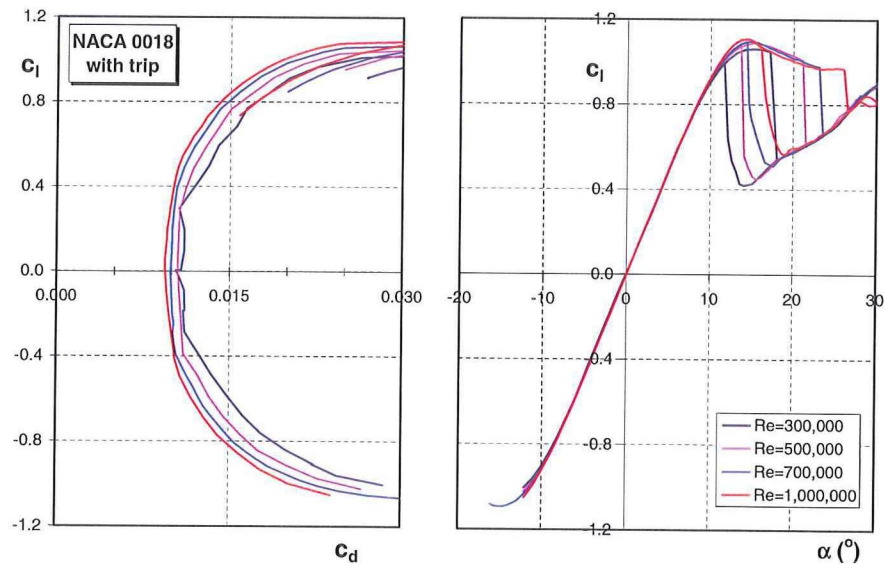 NACA 0018
with trip
cl
1.2
0.8
0.4
0.0
-0.4
-0.8
-1.2
0.000
0.015
0.030
cd
cl
1.2
0.8
0.4
0.0
-0.4
-0.8
-1.2
-20
-10
0
10
20
30
Re=300,000
Re=500,000
Re=700,000
Re=1,000,000
α (°)